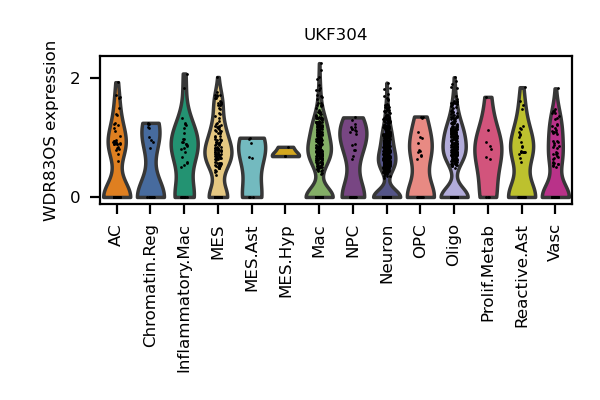 UKF304
WDR83OS expression
2
0
AC
Chromatin.Reg
Inflammatory.Mac
MES
MES.Ast
MES.Hyp
Mac
NPC
Neuron
OPC
Oligo
Prolif.Metab
Reactive.Ast
Vasc